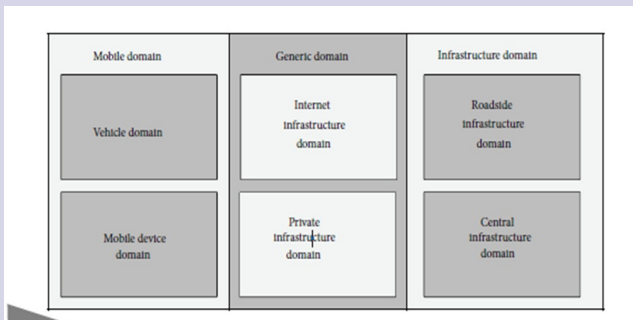 Mobile domain
Vehicle domain
Mobile device
domain
Generic domain
Internet
infrastructure
domain
Private
infrastructure
domain
Infrastructure domain
Roadside
infrastructure
domain
Central
infrastructure
domain